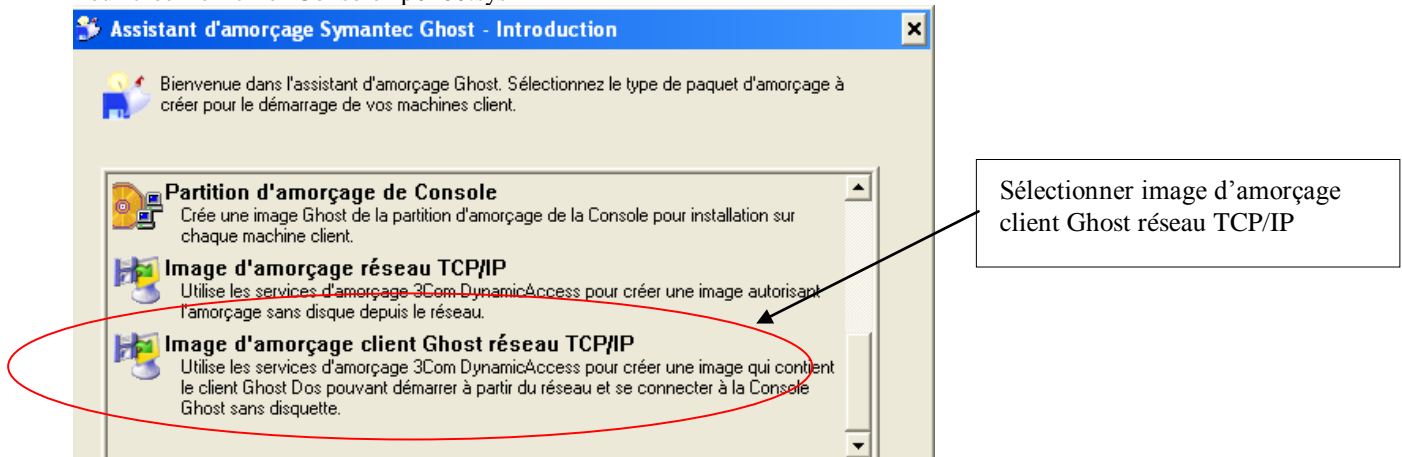 Assistant d'amorçage Symantec Ghost - Introduction
Bienvenue dans l'assistant d'amorçage Ghost. Sélectionnez le type de paquet d'amorçage à
créer pour le démarrage de vos machines client.
Partition d'amorçage de Console
Crée une image Ghost de la partition d'amorçage de la Console pour installation sur
chaque machine client.
Image d'amorçage réseau TCP/IP
Utilise les services d'amorçage 3Com DynamicAccess pour créer une image autorisant
l'amorçage sans disque depuis le réseau.
Image d'amorçage client Ghost réseau TCP/IP
Utilise les services d'amorçage 3Com DynamicAccess pour créer une image qui contient
le client Ghost Dos pouvant démarrer à partir du réseau et se connecter à la Console
Ghost sans disquette.
Sélectionner image d’amorçage
client Ghost réseau TCP/IP